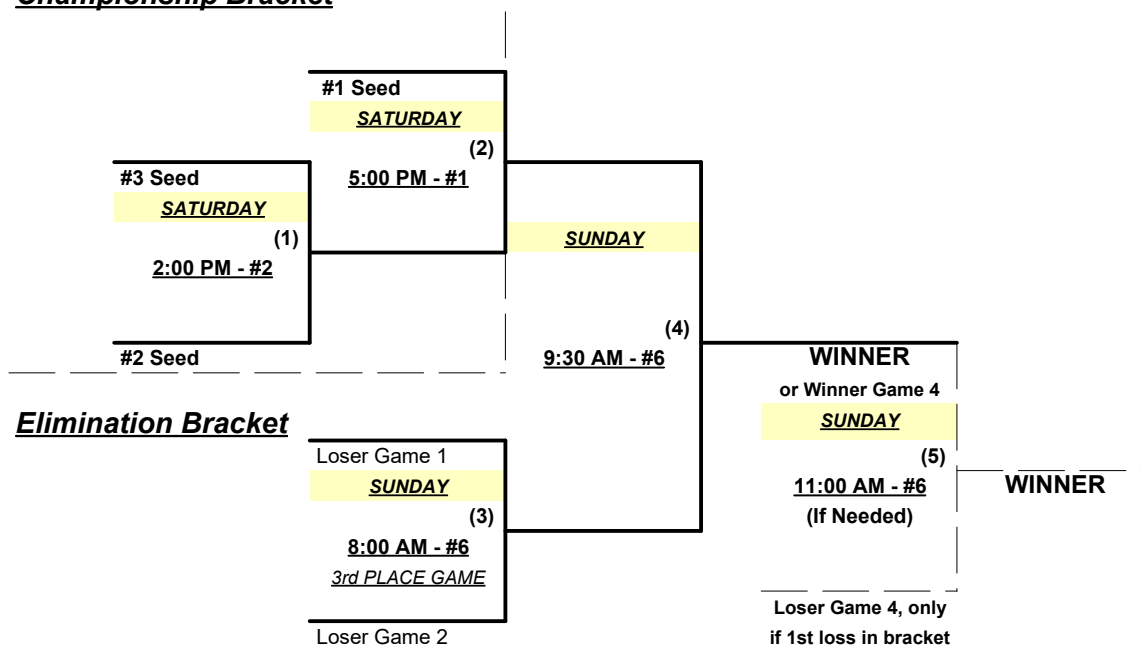 Championship Bracket
#1 Seed
SATURDAY
(2)
5:00 PM - #1
#3 Seed
SATURDAY
(1)
2:00 PM - #2
#2 Seed
SUNDAY
(4)
9:30 AM - #6
WINNER
or Winner Game 4
SUNDAY
(5)
11:00 AM - #6
(If Needed)
WINNER
Loser Game 4, only
if 1st loss in bracket
Elimination Bracket
Loser Game 1
SUNDAY
(3)
8:00 AM - #6
3rd PLACE GAME
Loser Game 2